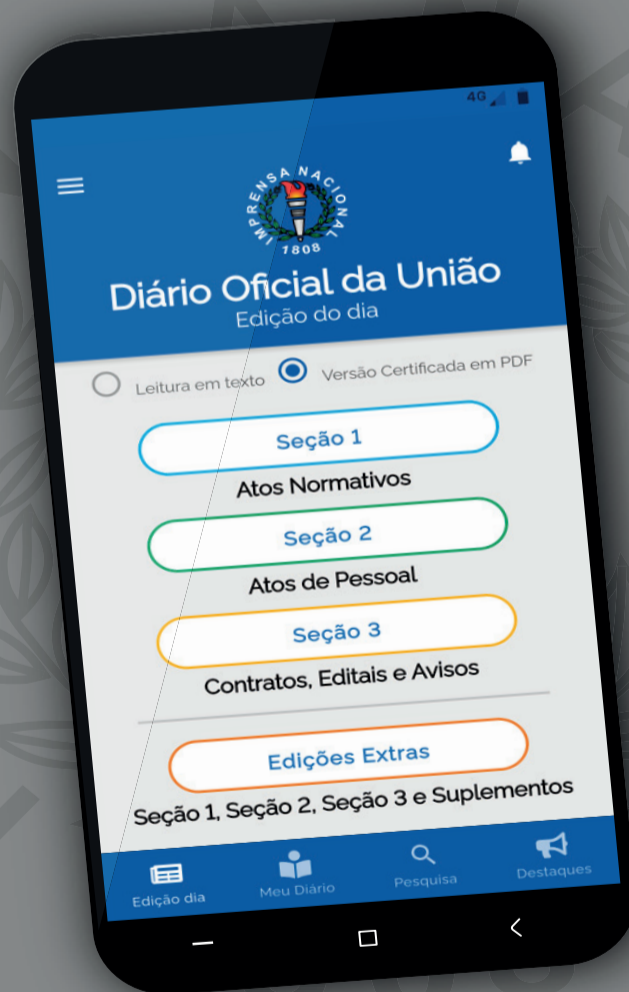 4G
IMPRENSA NACIONAL
1808
Diário Oficial da União
Edição do dia
Leitura em texto Versão Certificada em PDF
Seção 1
Atos Normativos
Seção 2
Atos de Pessoal
Seção 3
Contratos, Editais e Avisos
Edições Extras
Seção 1, Seção 2, Seção 3 e Suplementos
Edição dia Meu Diário Pesquisa Destaques